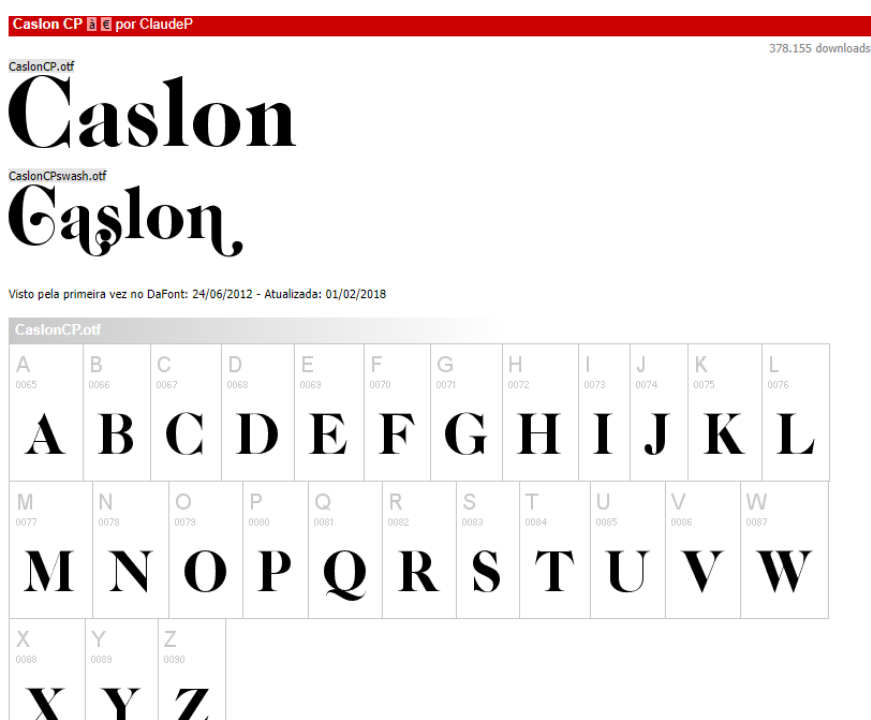 Caslon CP à € por ClaudeP
378.155 downloads
CaslonCP.otf
Caslon
CaslonCPswash.otf
Caslon
Visto pela primeira vez no DaFont: 24/06/2012 - Atualizada: 01/02/2018
CaslonCP.otf
A B C D E F G H I J K L
0065 0066 0067 0068 0069 0070 0071 0072 0073 0074 0075 0076
A B C D E F G H I J K L
M N O P Q R S T U V W
0077 0078 0079 0080 0081 0082 0083 0084 0085 0086 0087
M N O P Q R S T U V W
X Y Z
0088 0089 0090
X Y Z